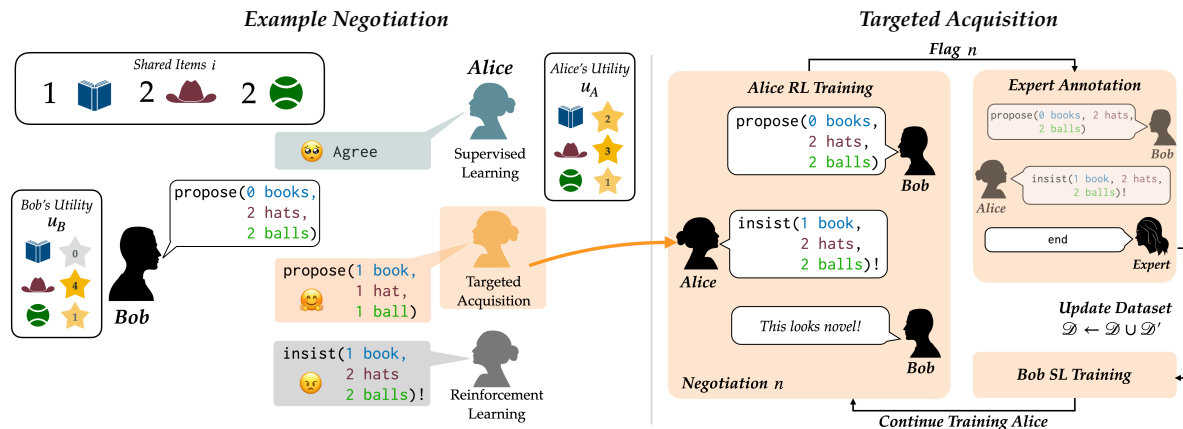 Example Negotiation
Shared Items i
1
2
2
Alice
Agree
Supervised
Learning
Alice's Utility
u_A
2
3
1
Bob's Utility
u_B
0
4
1
Bob
propose(0 books,
2 hats,
2 balls)
propose(1 book,
1 hat,
1 ball)
Targeted
Acquisition
insist(1 book,
2 hats
2 balls)!
Reinforcement
Learning
Targeted Acquisition
Flag n
Alice RL Training
propose(0 books,
2 hats,
2 balls)
Bob
insist(1 book,
2 hats,
2 balls)!
Alice
This looks novel!
Bob
Negotiation n
Expert Annotation
propose(0 books, 2 hats,
2 balls)
Bob
insist(1 book, 2 hats,
2 balls)!
Alice
end
Expert
Update Dataset
𝒟 ← 𝒟 ∪ 𝒟′
Bob SL Training
Continue Training Alice